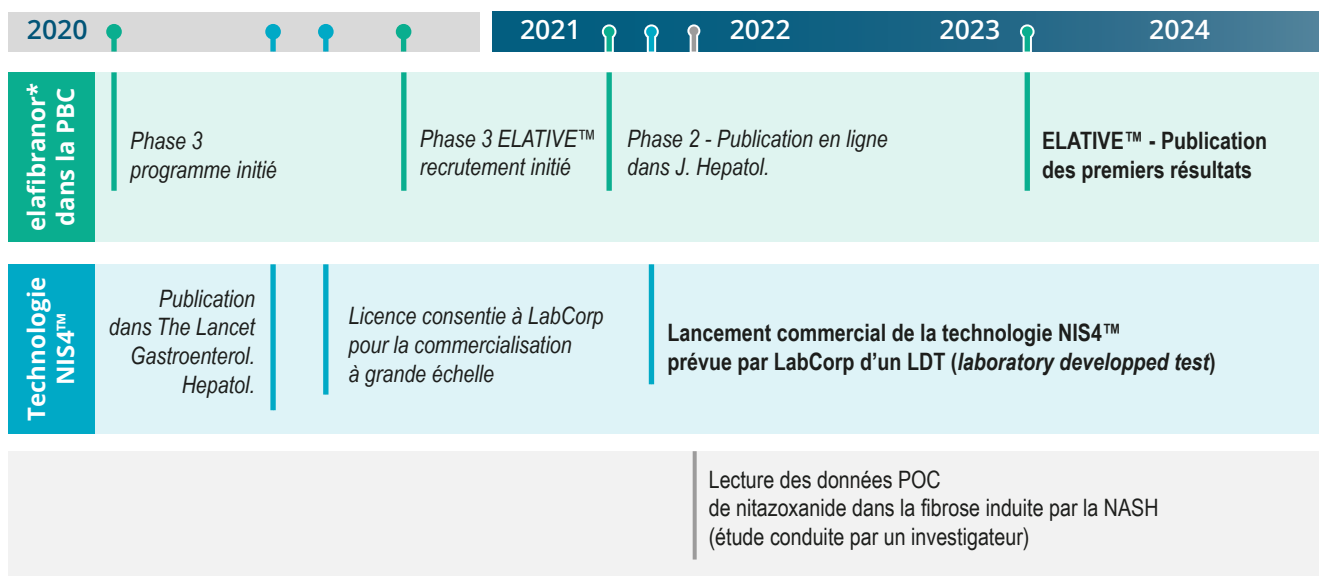 2020 2021 2022 2023 2024
elafibranor*
dans la PBC
Phase 3
programme initié
Phase 3 ELATIVE™
recrutement initié
Phase 2 - Publication en ligne
dans J. Hepatol.
ELATIVE™ - Publication
des premiers résultats
Technologie
NIS4™
Publication
dans The Lancet
Gastroenterol.
Hepatol.
Licence consentie à LabCorp
pour la commercialisation
à grande échelle
Lancement commercial de la technologie NIS4™
prévue par LabCorp d’un LDT (laboratory developped test)
Lecture des données POC
de nitazoxanide dans la fibrose induite par la NASH
(étude conduite par un investigateur)